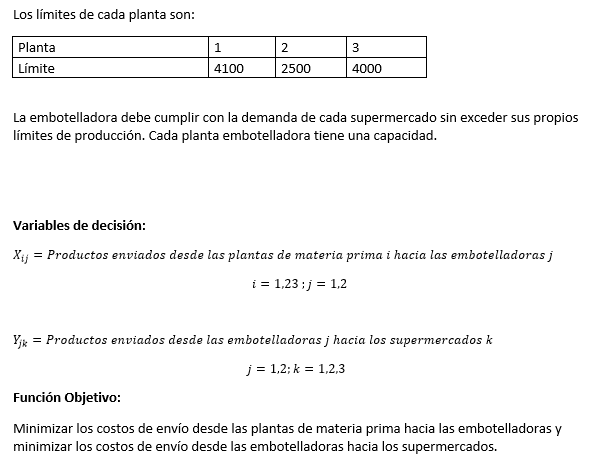 Los límites de cada planta son:
Planta 1 2 3
Límite 4100 2500 4000
La embotelladora debe cumplir con la demanda de cada supermercado sin exceder sus propios
límites de producción. Cada planta embotelladora tiene una capacidad.
Variables de decisión:
X_ij = Productos enviados desde las plantas de materia prima i hacia las embotelladoras j
i = 1,23 ; j = 1,2
Y_jk = Productos enviados desde las embotelladoras j hacia los supermercados k
j = 1,2; k = 1,2,3
Función Objetivo:
Minimizar los costos de envío desde las plantas de materia prima hacia las embotelladoras y
minimizar los costos de envío desde las embotelladoras hacia los supermercados.